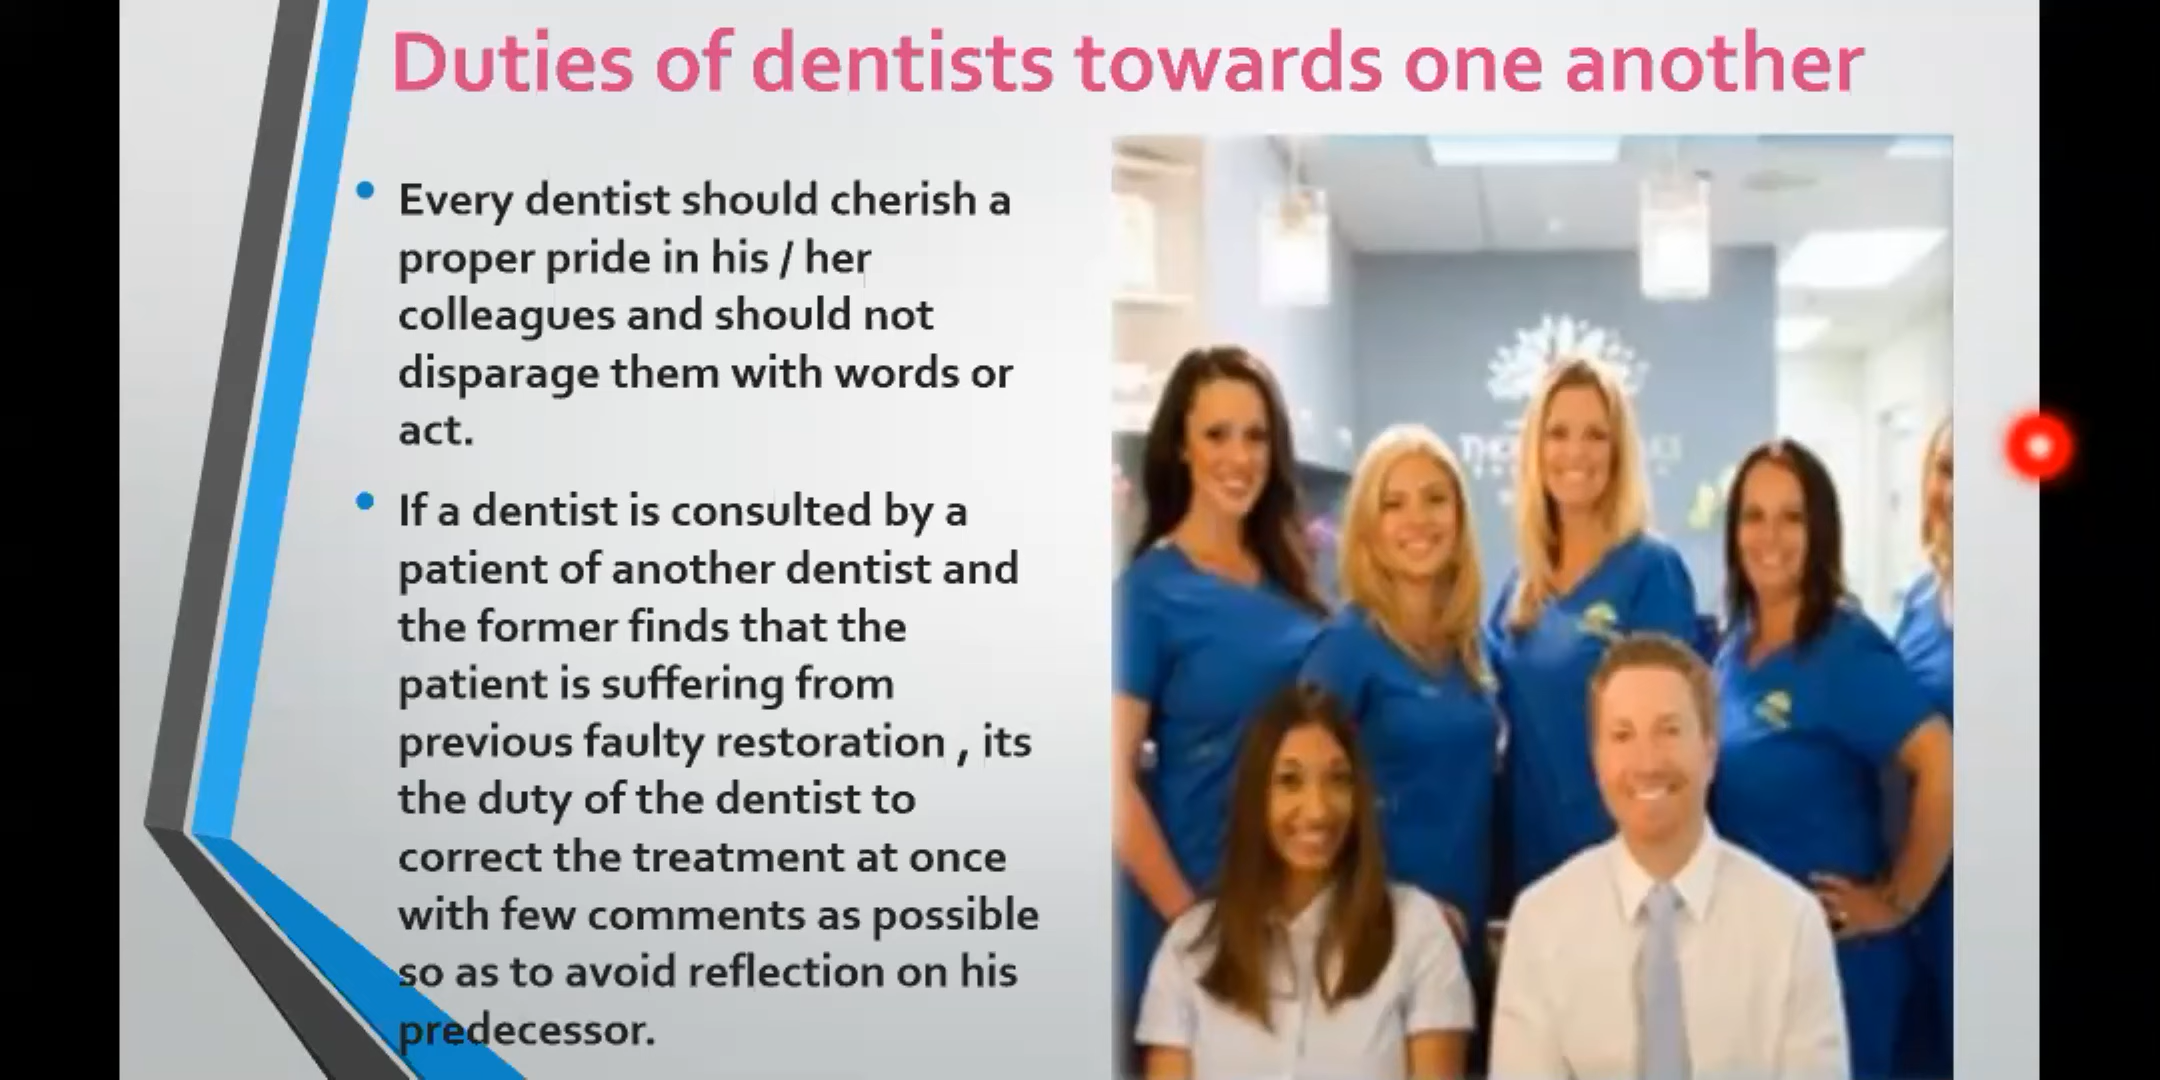 Duties of dentists towards one another
Every dentist should cherish a
proper pride in his / her
colleagues and should not
disparage them with words or
act.
If a dentist is consulted by a
patient of another dentist and
the former finds that the
patient is suffering from
previous faulty restoration , its
the duty of the dentist to
correct the treatment at once
with few comments as possible
so as to avoid reflection on his
predecessor.